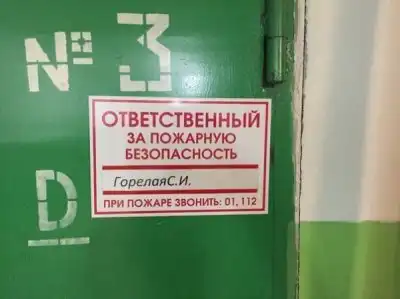 № 3
ОТВЕТСТВЕННЫЙ
ЗА ПОЖАРНУЮ
БЕЗОПАСНОСТЬ
ГорелаяС.И.
ПРИ ПОЖАРЕ ЗВОНИТЬ: 01, 112
D